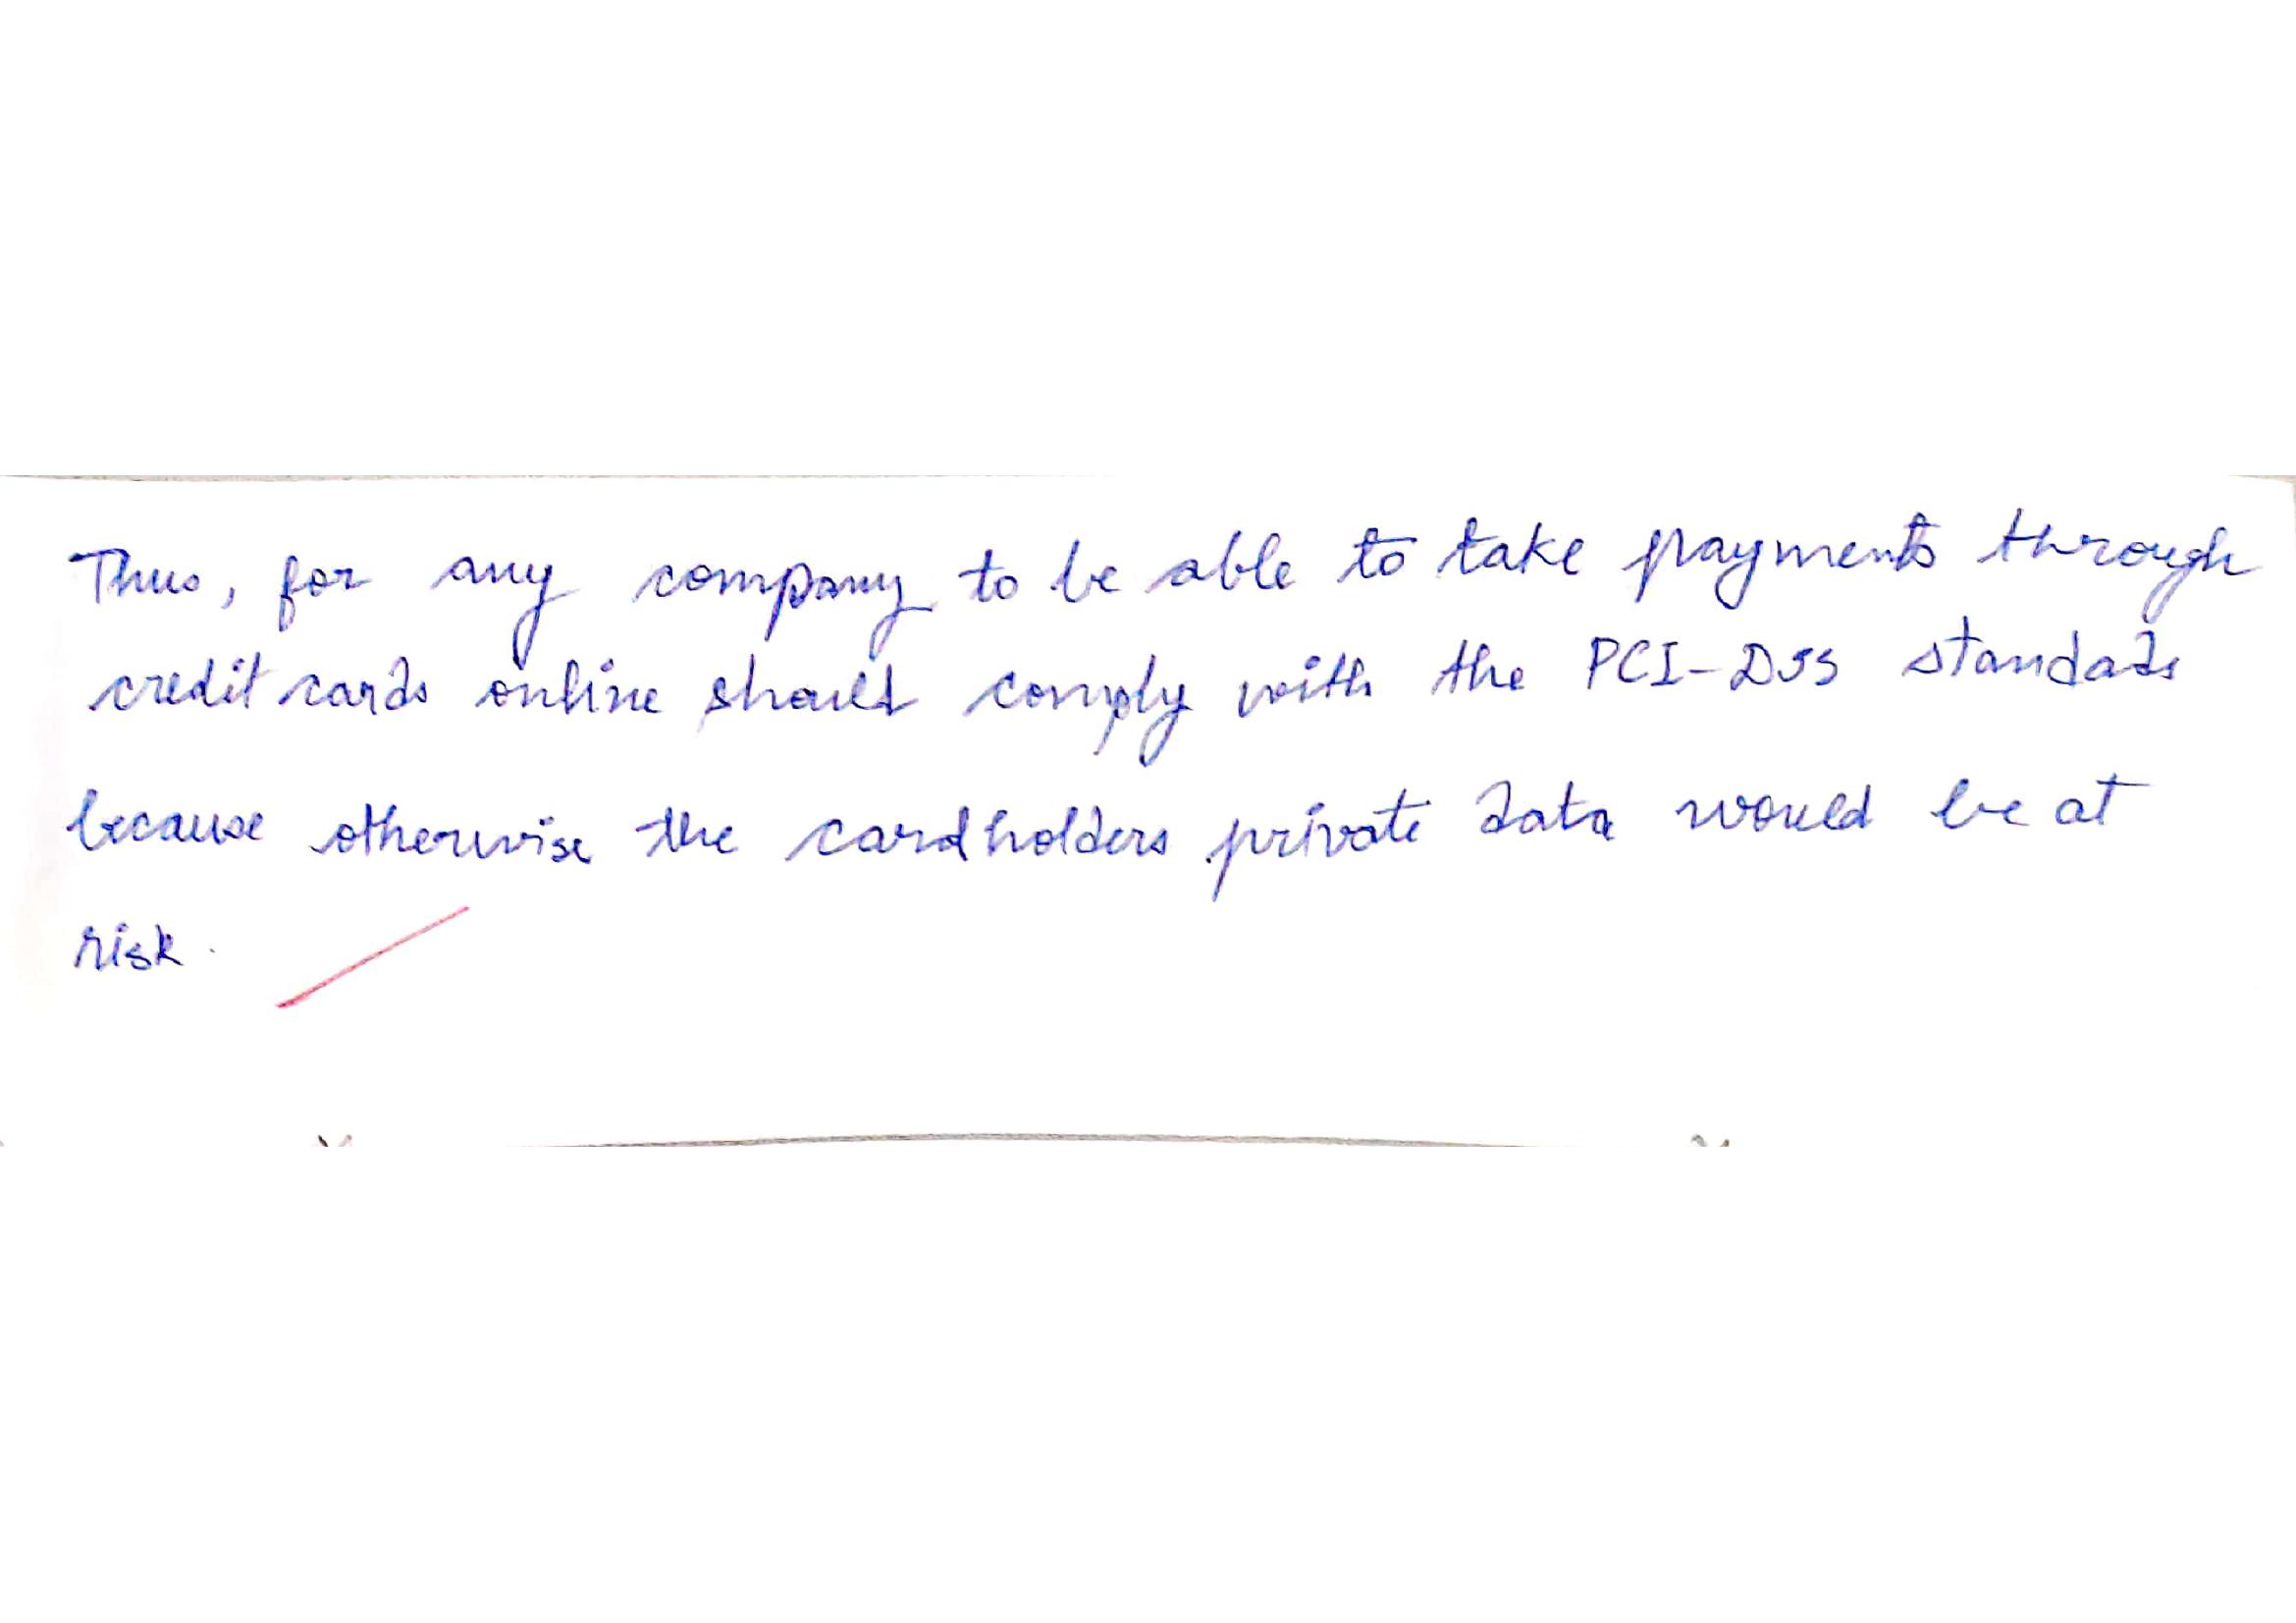 Thus, for any company to be able to take payments through
credit cards online should comply with the PCI-DSS standads
because otherwise the cardholders private data would be at
risk.